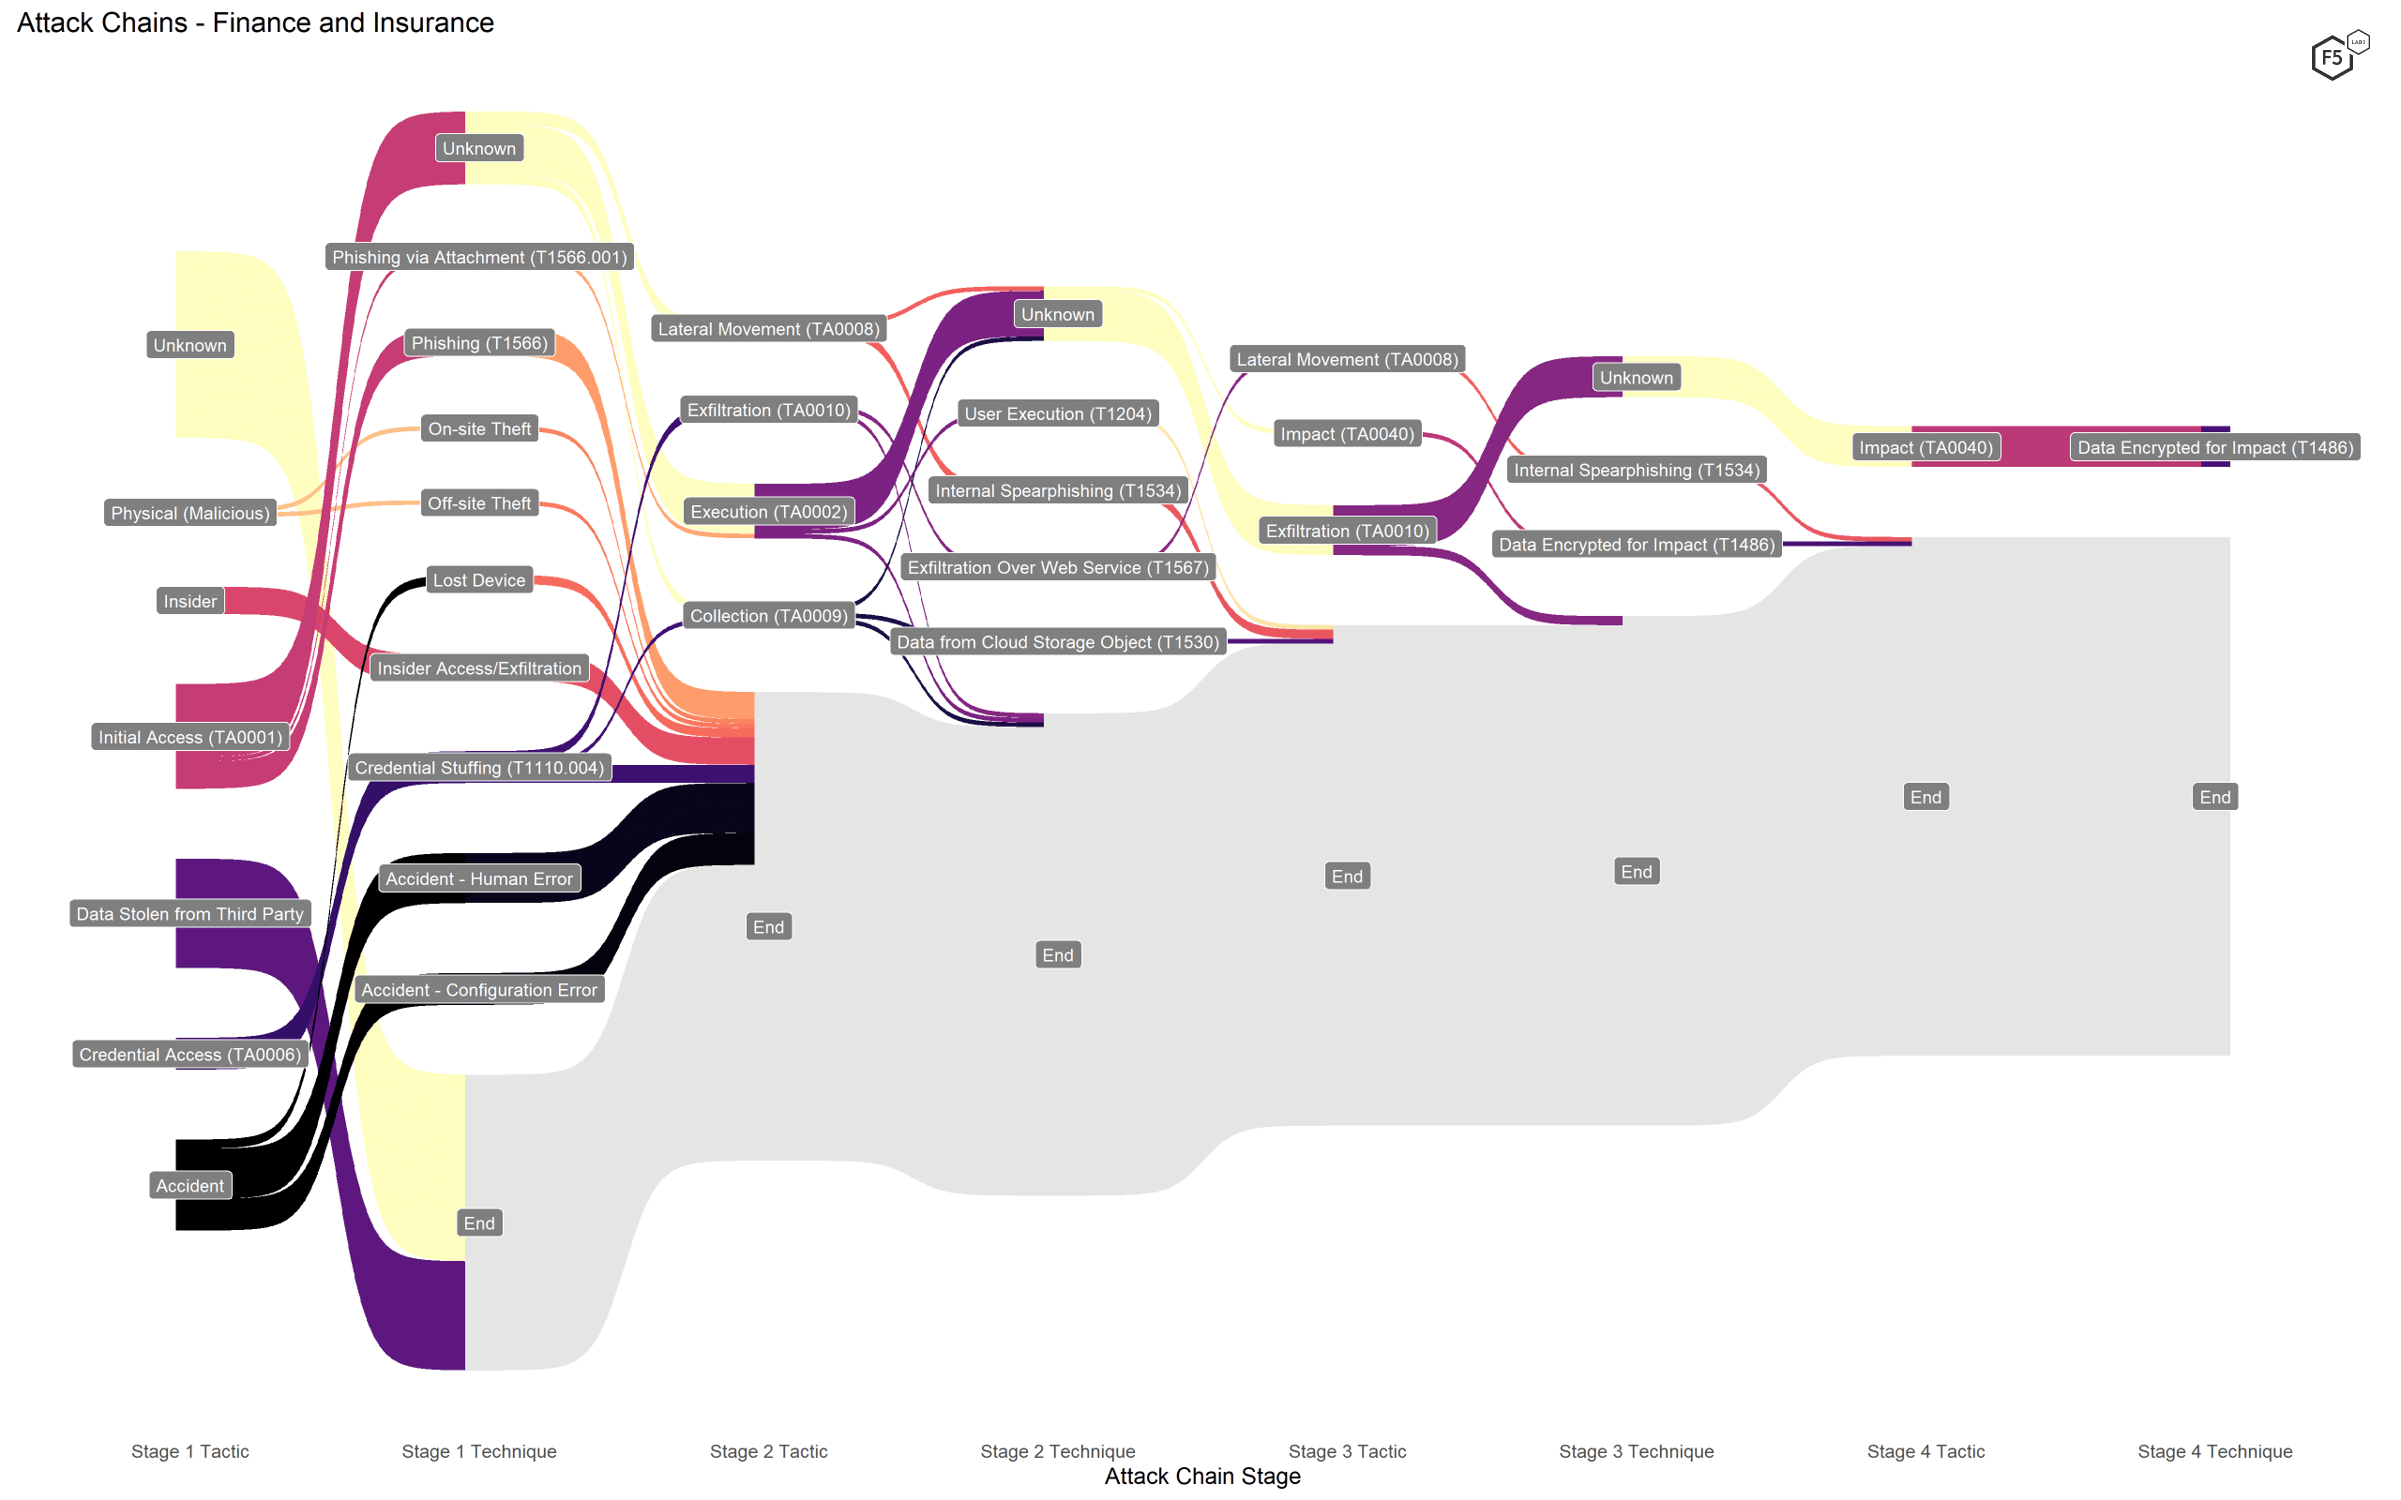 Attack Chains - Finance and Insurance
F5
LABS
Unknown
Physical (Malicious)
Insider
Initial Access (TA0001)
Data Stolen from Third Party
Credential Access (TA0006)
Accident
Unknown
Phishing via Attachment (T1566.001)
Phishing (T1566)
On-site Theft
Off-site Theft
Lost Device
Insider Access/Exfiltration
Credential Stuffing (T1110.004)
Accident - Human Error
Accident - Configuration Error
End
Lateral Movement (TA0008)
Exfiltration (TA0010)
Execution (TA0002)
Collection (TA0009)
End
Unknown
User Execution (T1204)
Internal Spearphishing (T1534)
Exfiltration Over Web Service (T1567)
Data from Cloud Storage Object (T1530)
End
Lateral Movement (TA0008)
Impact (TA0040)
Exfiltration (TA0010)
End
Unknown
Internal Spearphishing (T1534)
Data Encrypted for Impact (T1486)
End
Impact (TA0040)
End
Data Encrypted for Impact (T1486)
End
Stage 1 Tactic
Stage 1 Technique
Stage 2 Tactic
Stage 2 Technique
Stage 3 Tactic
Stage 3 Technique
Stage 4 Tactic
Stage 4 Technique
Attack Chain Stage